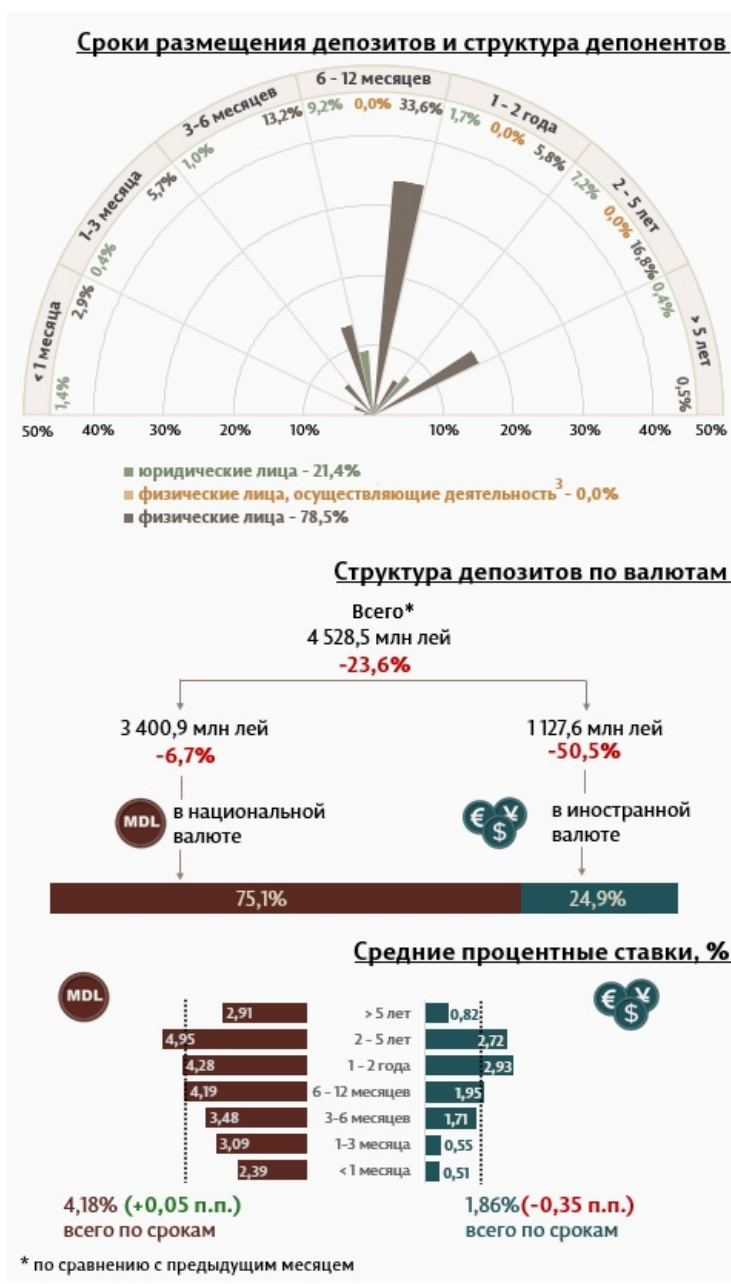 Сроки размещения депозитов и структура депонентов
< 1 месяца
1-3 месяца
3-6 месяцев
6 - 12 месяцев
1 - 2 года
2 - 5 лет
> 5 лет
1,4%
2,9%
0,4%
5,7%
1,0%
13,2%
9,2%
0,0%
33,6%
1,7%
0,0%
5,8%
7,2%
0,0%
16,8%
0,4%
0,5%
50% 40% 30% 20% 10% 10% 20% 30% 40% 50%
юридические лица - 21,4%
физические лица, осуществляющие деятельность3 - 0,0%
физические лица - 78,5%
Структура депозитов по валютам
Всего*
4 528,5 млн лей
-23,6%
3 400,9 млн лей
-6,7%
1 127,6 млн лей
-50,5%
MDL
в национальной
валюте
€ ¥ $
в иностранной
валюте
75,1% 24,9%
Средние процентные ставки, %
MDL
€ ¥ $
2,91 > 5 лет 0,82
4,95 2 - 5 лет 2,72
4,28 1 - 2 года 2,93
4,19 6 - 12 месяцев 1,95
3,48 3-6 месяцев 1,71
3,09 1-3 месяца 0,55
2,39 < 1 месяца 0,51
4,18% (+0,05 п.п.)
всего по срокам
1,86%(-0,35 п.п.)
всего по срокам
* по сравнению с предыдущим месяцем